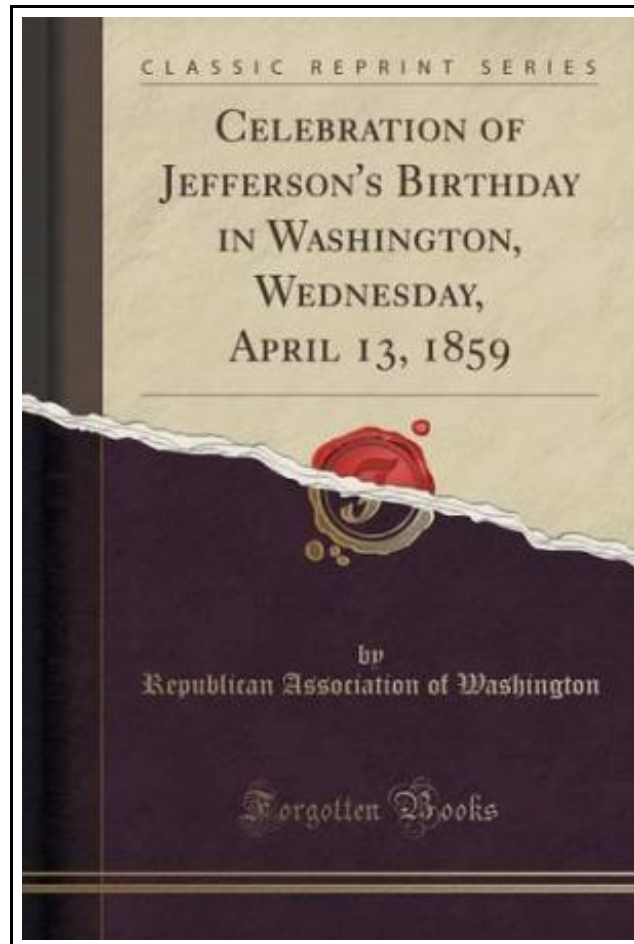 CLASSIC REPRINT SERIES
CELEBRATION OF
JEFFERSON'S BIRTHDAY
IN WASHINGTON,
WEDNESDAY,
APRIL 13, 1859
by
Republican Association of Washington
Forgotten Books